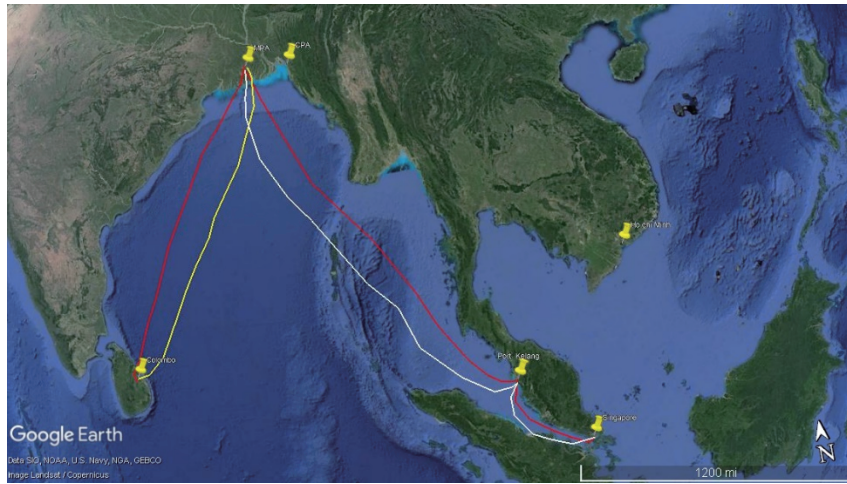 MPA
CPA
Ho chi Minh
Colombo
Port Kelang
Singapore
Google Earth
Data SIO, NOAA, U.S. Navy, NGA, GEBCO
Image Landsat / Copernicus
1200 mi
N